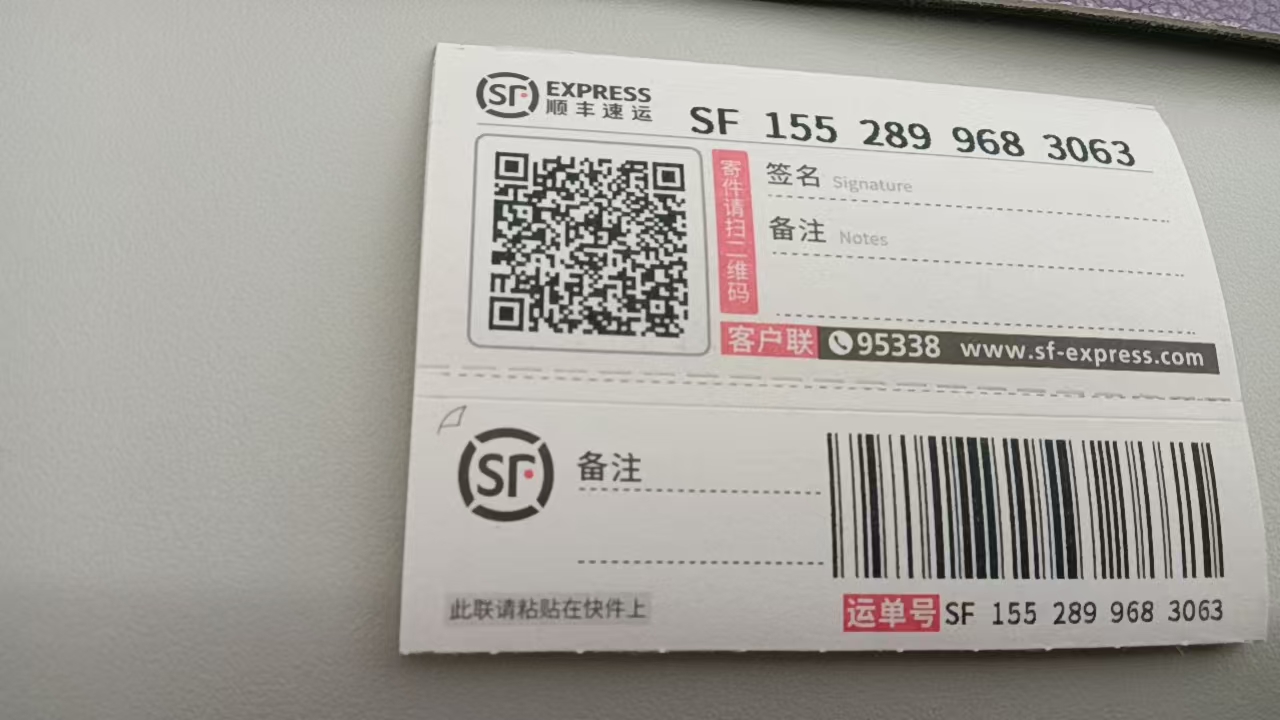 SF EXPRESS
顺丰速运
SF 155 289 968 3063
寄件请扫二维码
签名 Signature
备注 Notes
客户联 95338 www.sf-express.com
SF
备注
此联请粘贴在快件上
运单号 SF 155 289 968 3063